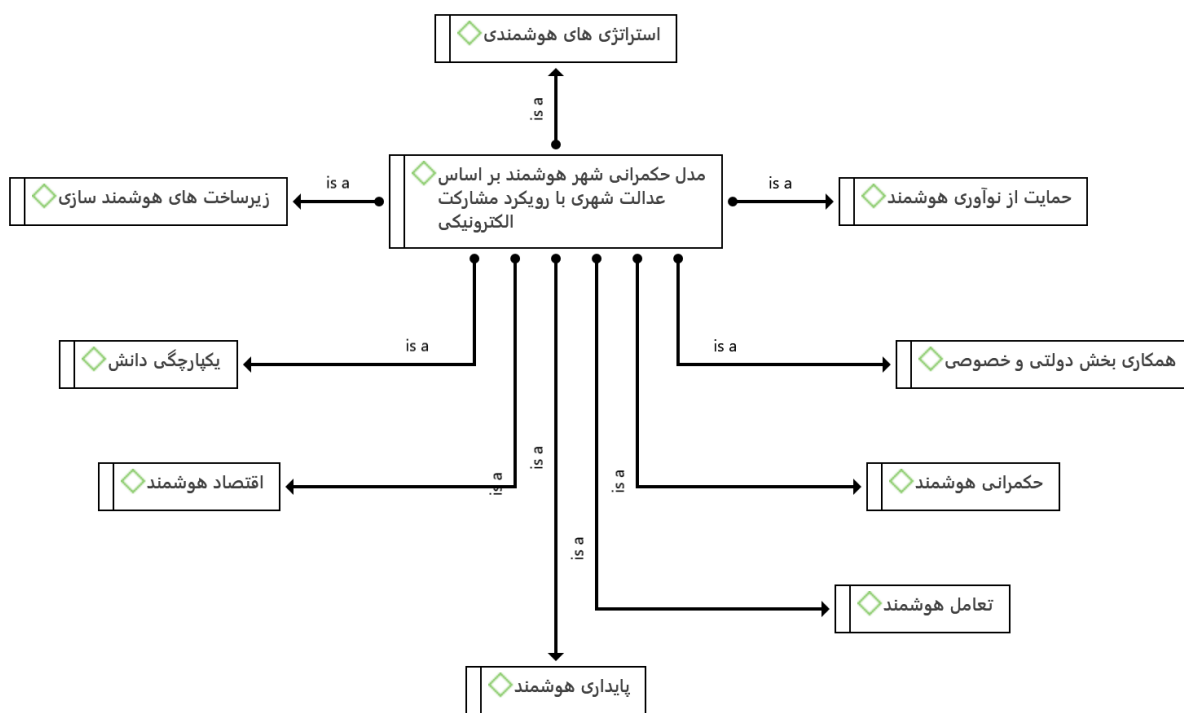 استراتژی های هوشمندی
is a
مدل حکمرانی شهر هوشمند بر اساس
عدالت شهری با رویکرد مشارکت
الکترونیکی
is a
حمایت از نوآوری هوشمند
is a
زیرساخت های هوشمند سازی
is a
همکاری بخش دولتی و خصوصی
is a
یکپارچگی دانش
is a
حکمرانی هوشمند
is a
اقتصاد هوشمند
is a
تعامل هوشمند
is a
پایداری هوشمند